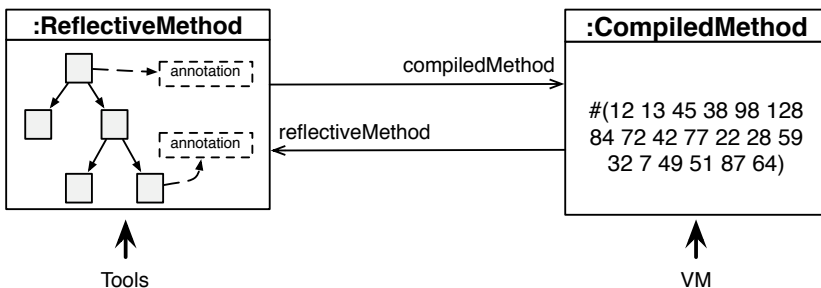 :ReflectiveMethod
annotation
annotation
compiledMethod
reflectiveMethod
:CompiledMethod
#(12 13 45 38 98 128
84 72 42 77 22 28 59
32 7 49 51 87 64)
Tools
VM